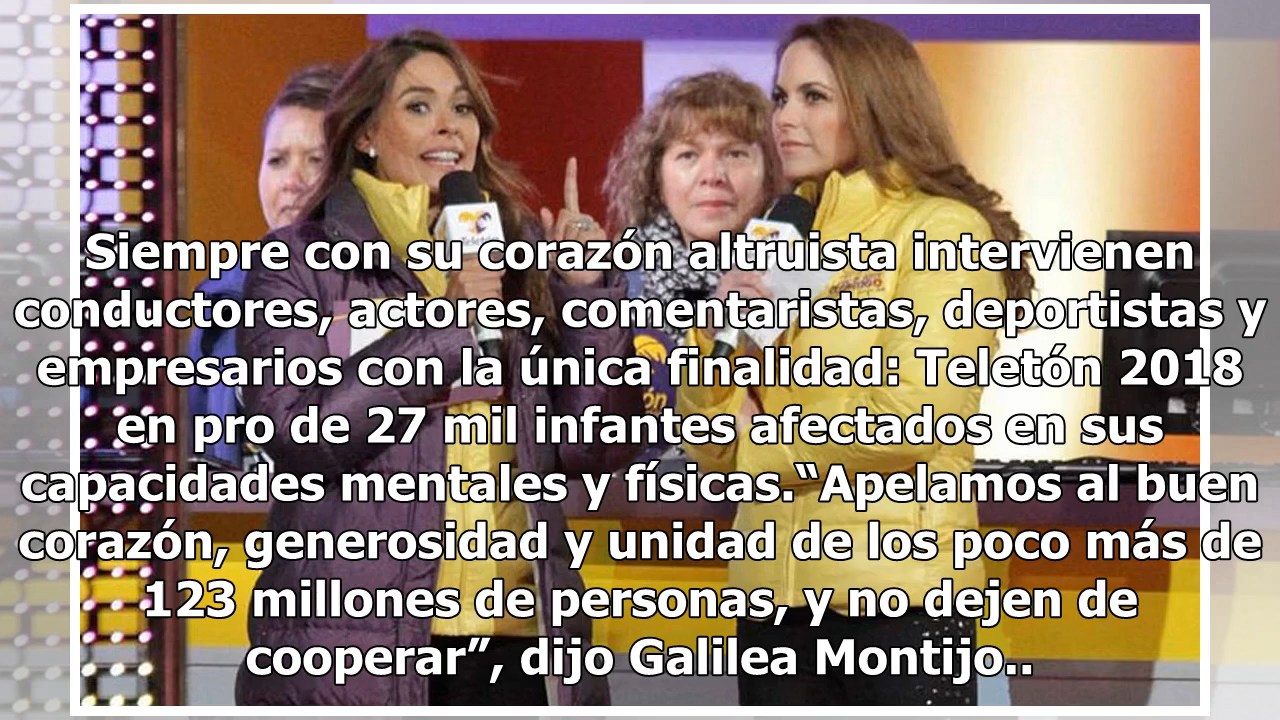 Siempre con su corazón altruista intervienen
conductores, actores, comentaristas, deportistas y
empresarios con la única finalidad: Teletón 2018
en pro de 27 mil infantes afectados en sus
capacidades mentales y físicas.“Apelamos al buen
corazón, generosidad y unidad de los poco más de
123 millones de personas, y no dejen de
cooperar”, dijo Galilea Montijo..